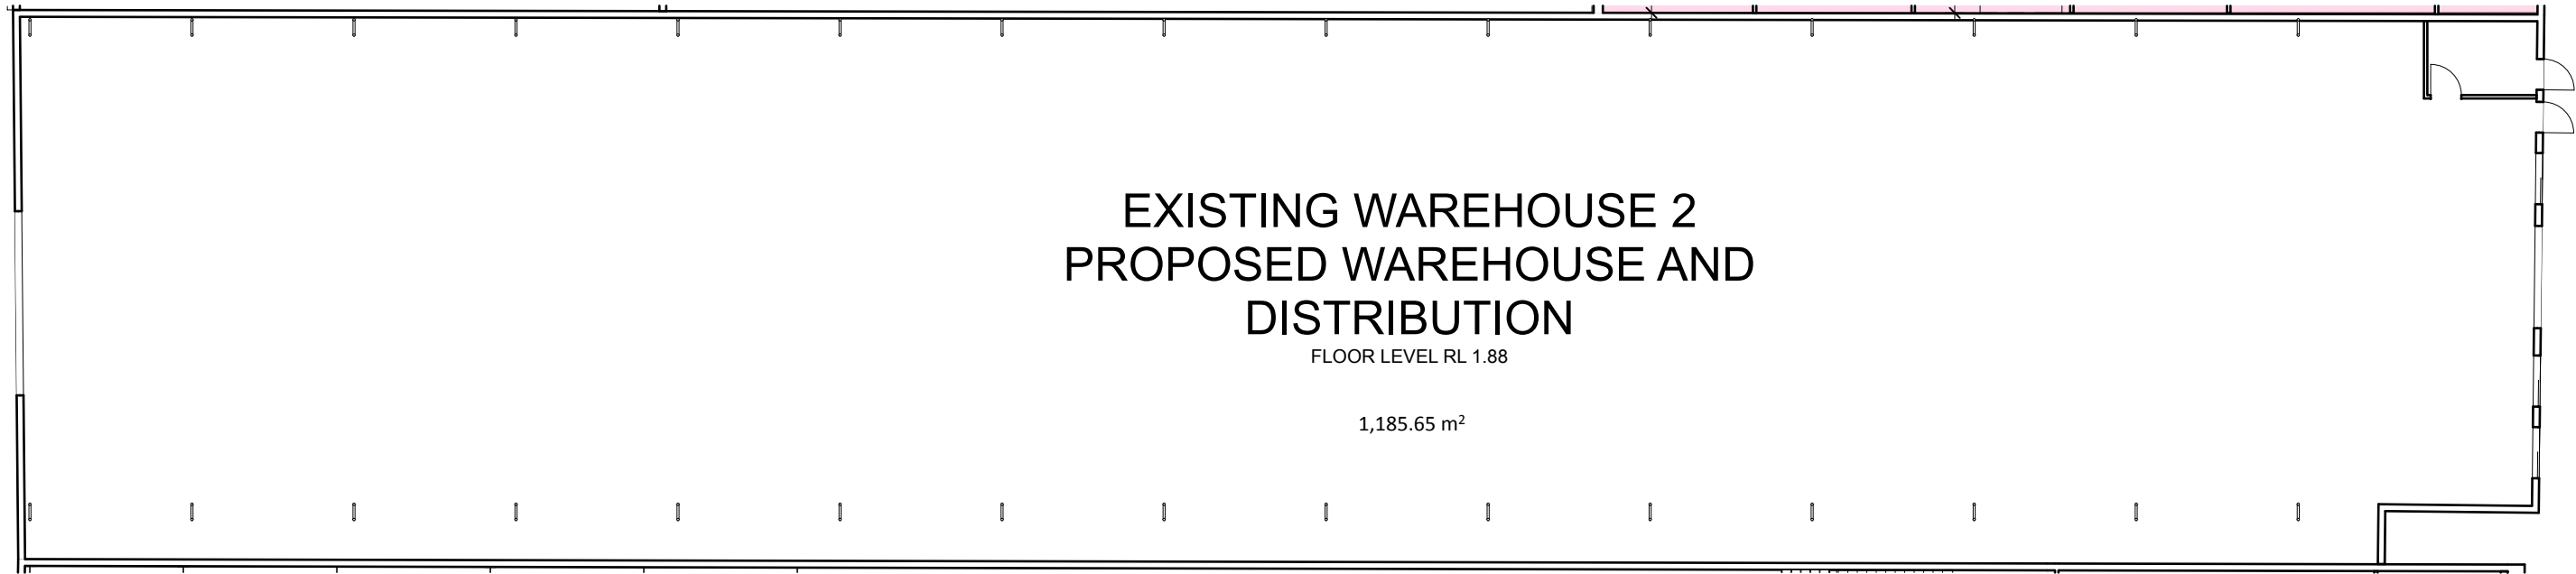 EXISTING WAREHOUSE 2
PROPOSED WAREHOUSE AND
DISTRIBUTION
FLOOR LEVEL RL 1.88
1,185.65 m²